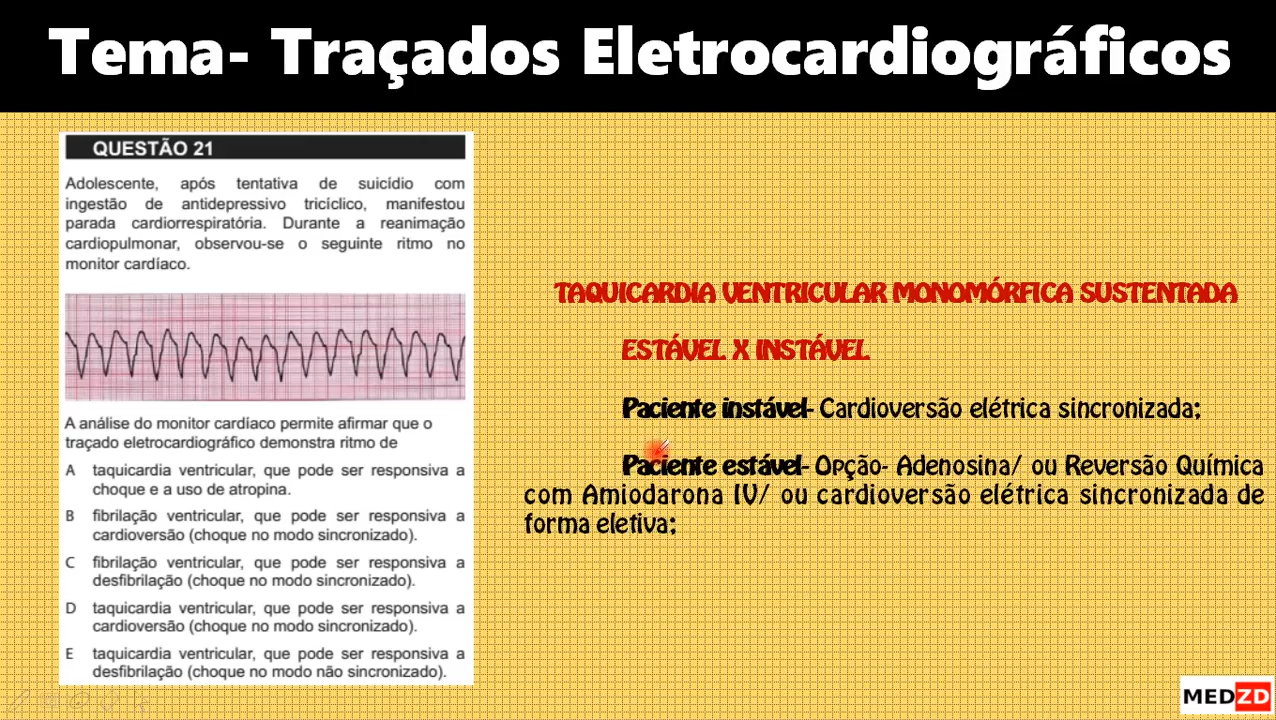 Tema- Traçados Eletrocardiográficos
QUESTÃO 21
Adolescente, após tentativa de suicídio com
ingestão de antidepressivo tricíclico, manifestou
parada cardiorrespiratória. Durante a reanimação
cardiopulmonar, observou-se o seguinte ritmo no
monitor cardíaco.
A análise do monitor cardíaco permite afirmar que o
traçado eletrocardiográfico demonstra ritmo de
A taquicardia ventricular, que pode ser responsiva a
choque e a uso de atropina.
B fibrilação ventricular, que pode ser responsiva a
cardioversão (choque no modo sincronizado).
C fibrilação ventricular, que pode ser responsiva a
desfibrilação (choque no modo sincronizado).
D taquicardia ventricular, que pode ser responsiva a
cardioversão (choque no modo sincronizado).
E taquicardia ventricular, que pode ser responsiva a
desfibrilação (choque no modo não sincronizado).
TAQUICARDIA VENTRICULAR MONOMÓRFICA SUSTENTADA
ESTÁVEL X INSTÁVEL
Paciente instável- Cardioversão elétrica sincronizada;
Paciente estável- Opção- Adenosina/ ou Reversão Química
com Amiodarona IV/ ou cardioversão elétrica sincronizada de
forma eletiva;
MEDZD